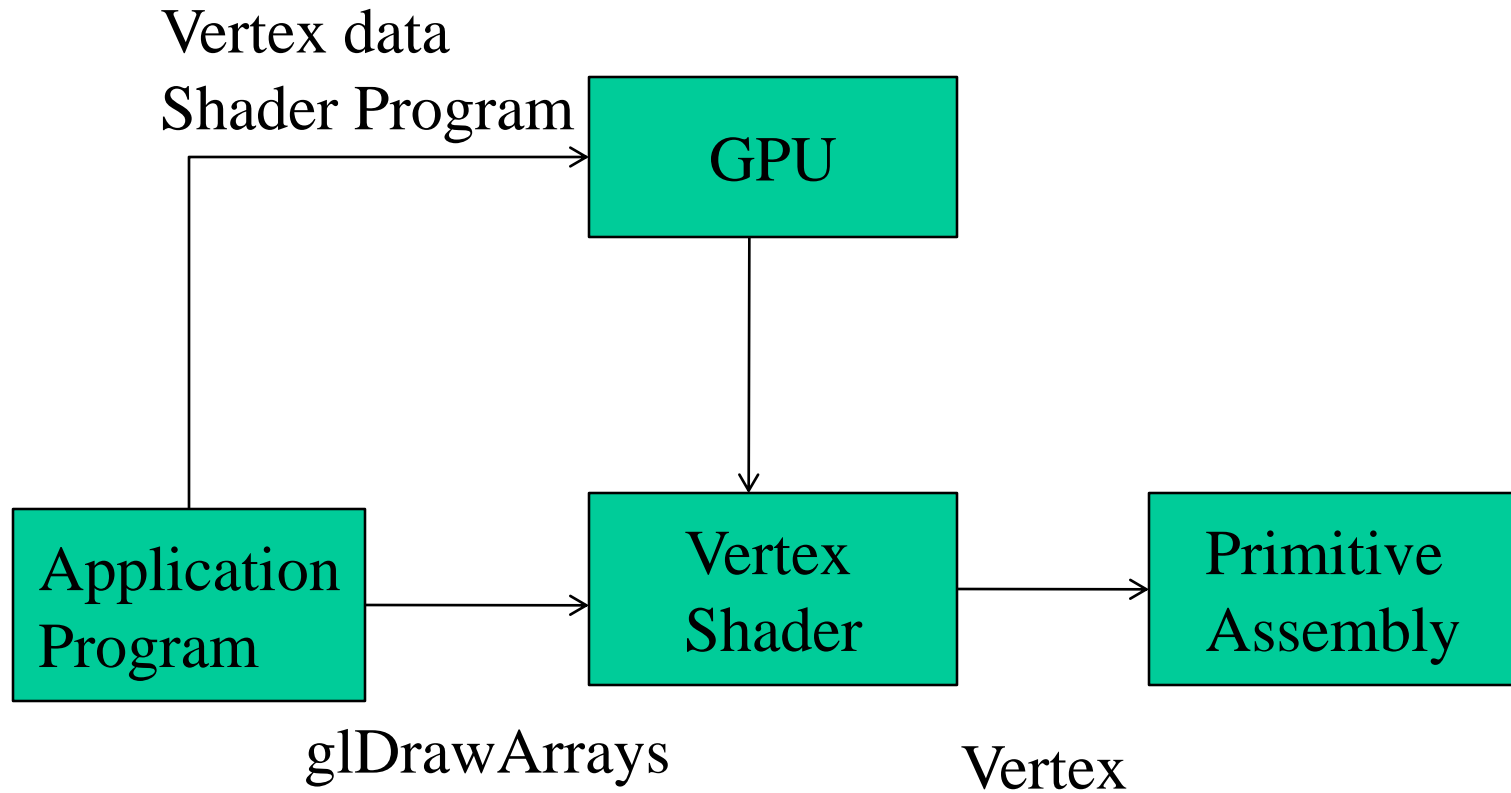 Vertex data
Shader Program
GPU
Application
Program
Vertex
Shader
Primitive
Assembly
glDrawArrays
Vertex